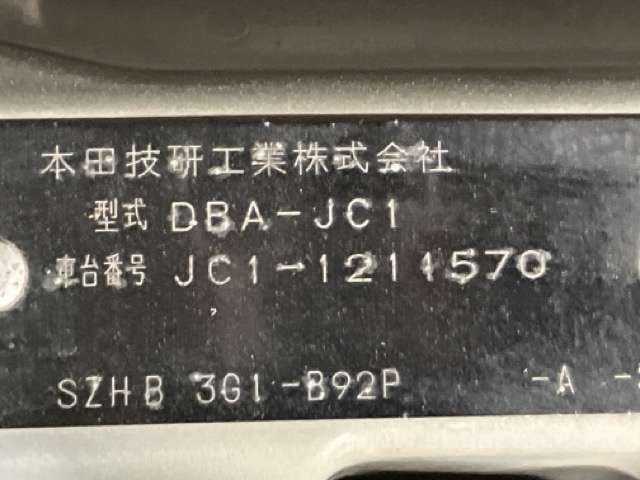 本田技研工業株式会社
型式 DBA-JC1
車台番号 JC1-1211570
SZHB 3G1-B92P -A -